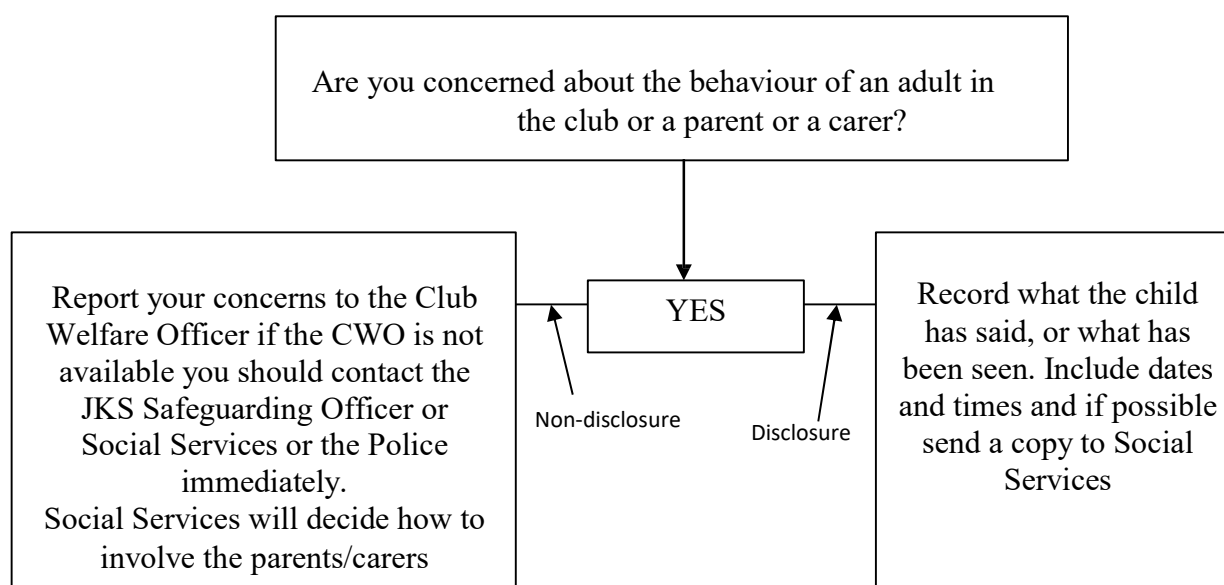 Are you concerned about the behaviour of an adult in
the club or a parent or a carer?
Report your concerns to the Club
Welfare Officer if the CWO is not
available you should contact the
JKS Safeguarding Officer or
Social Services or the Police
immediately.
Social Services will decide how to
involve the parents/carers
YES
Non-disclosure
Disclosure
Record what the child
has said, or what has
been seen. Include dates
and times and if possible
send a copy to Social
Services